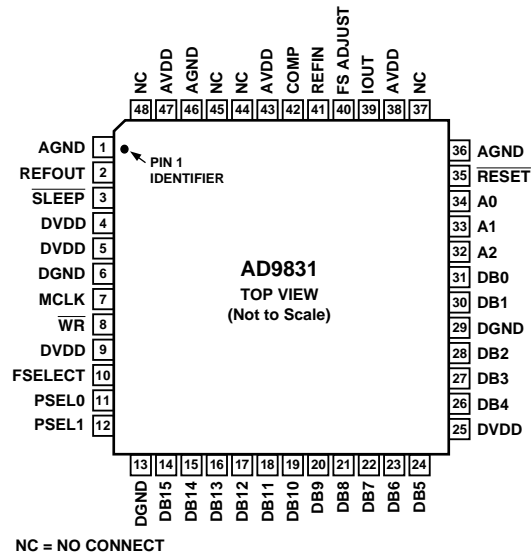 NC
AVDD
AGND
NC
NC
AVDD
COMP
REFIN
FS ADJUST
IOUT
AVDD
NC
48 47 46 45 44 43 42 41 40 39 38 37
AGND 1
REFOUT 2
SLEEP 3
DVDD 4
DVDD 5
DGND 6
MCLK 7
WR 8
DVDD 9
FSELECT 10
PSEL0 11
PSEL1 12
PIN 1
IDENTIFIER
AD9831
TOP VIEW
(Not to Scale)
36 AGND
35 RESET
34 A0
33 A1
32 A2
31 DB0
30 DB1
29 DGND
28 DB2
27 DB3
26 DB4
25 DVDD
13 14 15 16 17 18 19 20 21 22 23 24
DGND
DB15
DB14
DB13
DB12
DB11
DB10
DB9
DB8
DB7
DB6
DB5
NC = NO CONNECT